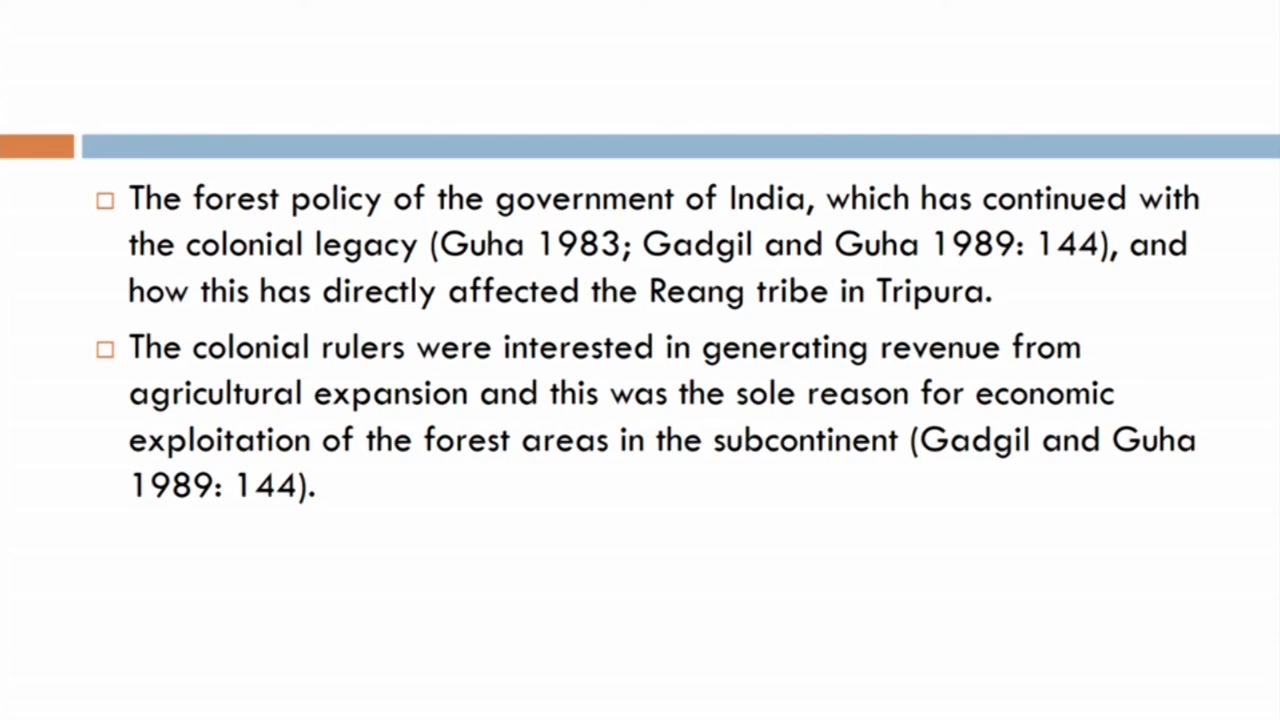 The forest policy of the government of India, which has continued with
the colonial legacy (Guha 1983; Gadgil and Guha 1989: 144), and
how this has directly affected the Reang tribe in Tripura.
The colonial rulers were interested in generating revenue from
agricultural expansion and this was the sole reason for economic
exploitation of the forest areas in the subcontinent (Gadgil and Guha
1989: 144).